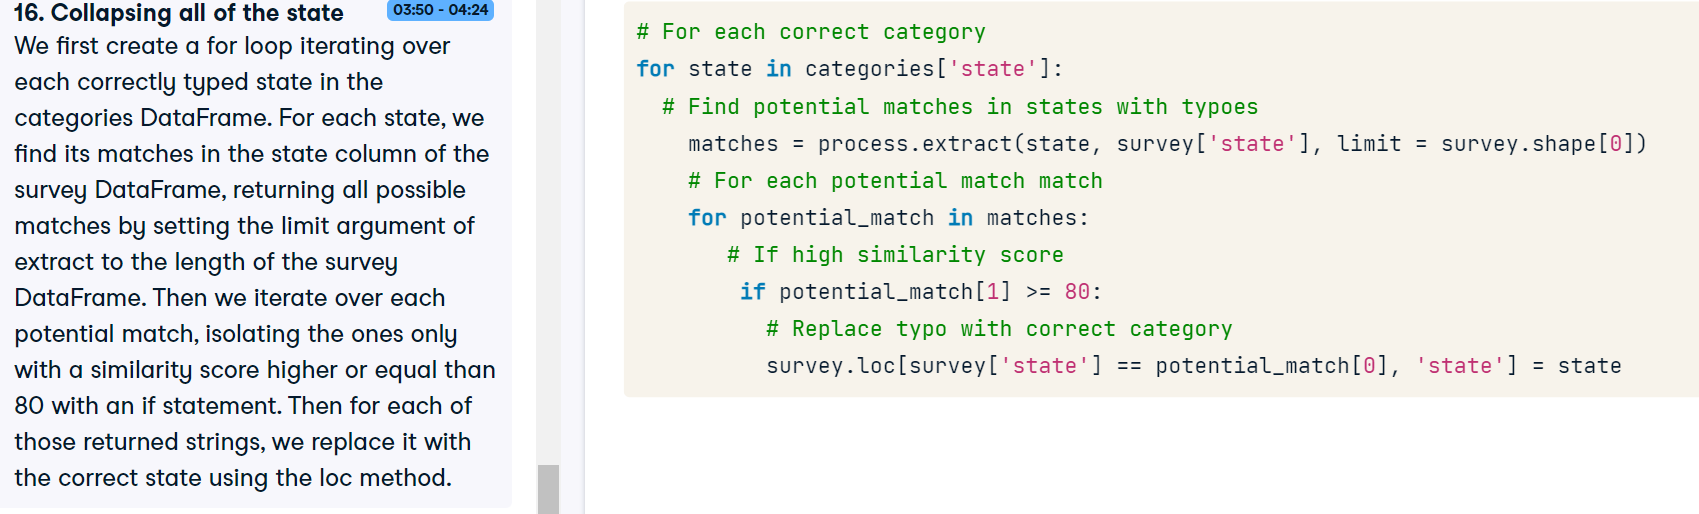 16. Collapsing all of the state
03:50 - 04:24
We first create a for loop iterating over
each correctly typed state in the
categories DataFrame. For each state, we
find its matches in the state column of the
survey DataFrame, returning all possible
matches by setting the limit argument of
extract to the length of the survey
DataFrame. Then we iterate over each
potential match, isolating the ones only
with a similarity score higher or equal than
80 with an if statement. Then for each of
those returned strings, we replace it with
the correct state using the loc method.
# For each correct category
for state in categories['state']:
# Find potential matches in states with typoes
matches = process.extract(state, survey['state'], limit = survey.shape[0])
# For each potential match match
for potential_match in matches:
# If high similarity score
if potential_match[1] >= 80:
# Replace typo with correct category
survey.loc[survey['state'] == potential_match[0], 'state'] = state